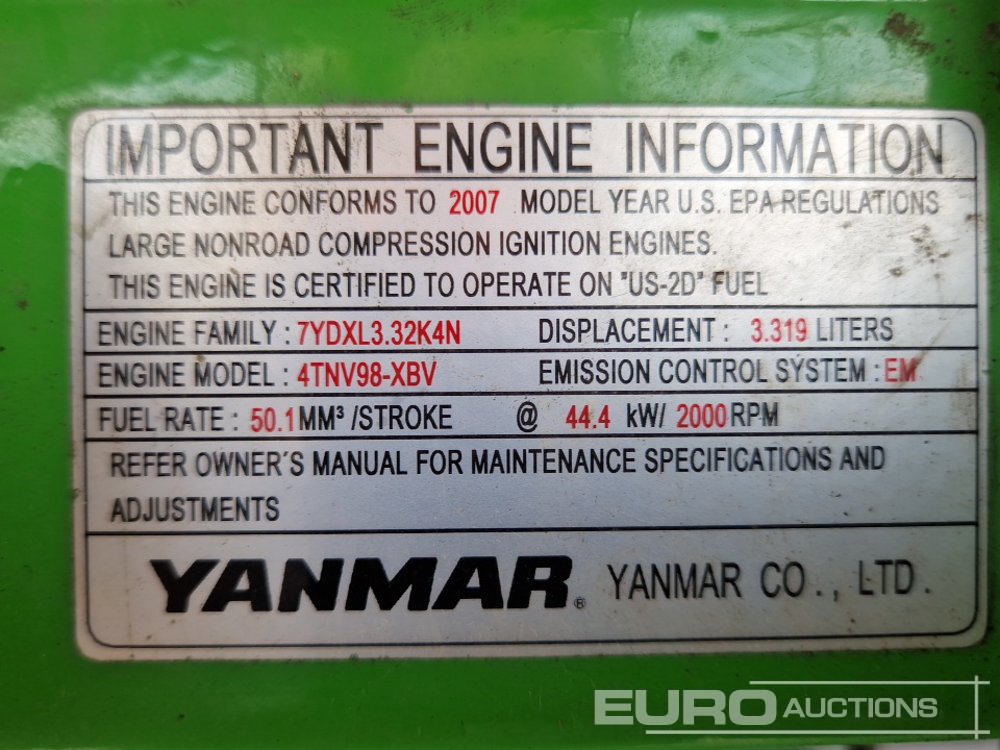 IMPORTANT ENGINE INFORMATION
THIS ENGINE CONFORMS TO 2007 MODEL YEAR U.S. EPA REGULATIONS
LARGE NONROAD COMPRESSION IGNITION ENGINES.
THIS ENGINE IS CERTIFIED TO OPERATE ON "US-2D" FUEL
ENGINE FAMILY : 7YDXL3.32K4N DISPLACEMENT : 3.319 LITERS
ENGINE MODEL : 4TNV98-XBV EMISSION CONTROL SYSTEM : EM
FUEL RATE : 50.1 MM³ /STROKE @ 44.4 kW/ 2000 RPM
REFER OWNER'S MANUAL FOR MAINTENANCE SPECIFICATIONS AND
ADJUSTMENTS
YANMAR® YANMAR CO., LTD.
EURO AUCTIONS